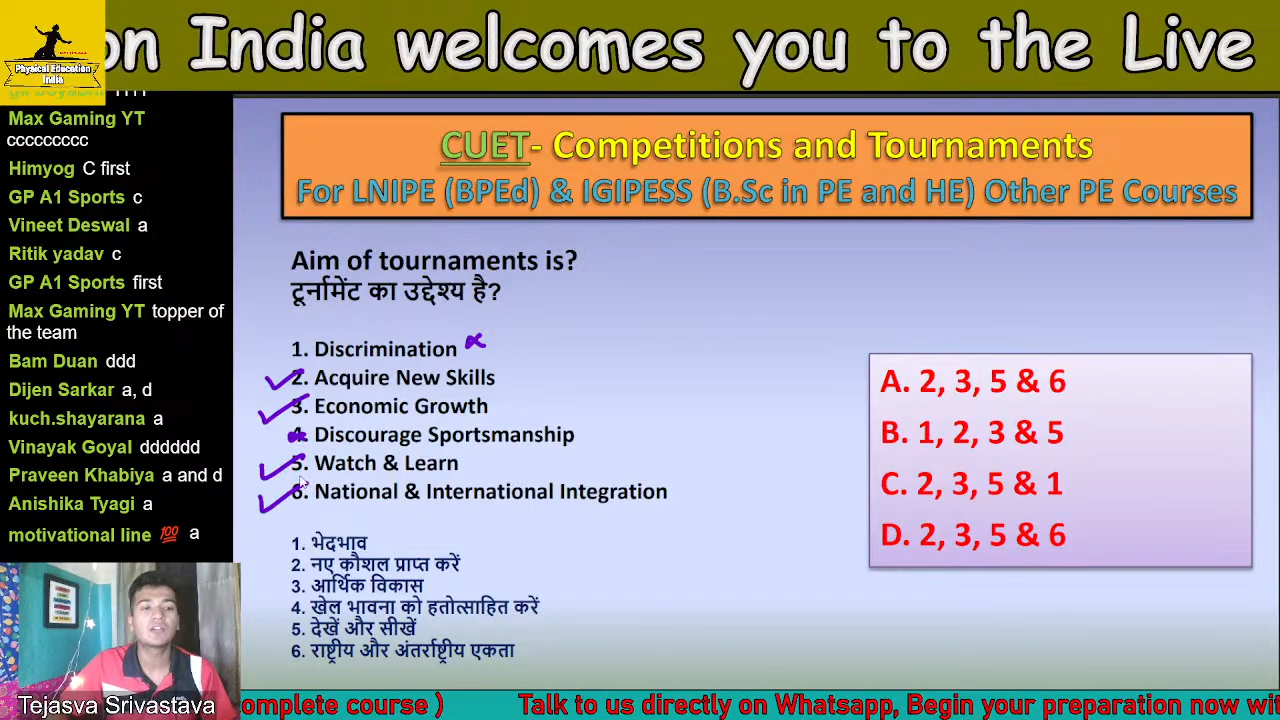 on India welcomes you to the Live
Physical Education
India
Max Gaming YT
ccccccccc
Himyog C first
GP A1 Sports c
Vineet Deswal a
Ritik yadav c
GP A1 Sports first
Max Gaming YT topper of
the team
Bam Duan ddd
Dijen Sarkar a, d
kuch.shayarana a
Vinayak Goyal dddddd
Praveen Khabiya a and d
Anishika Tyagi a
motivational line 💯 a
CUET- Competitions and Tournaments
For LNIPE (BPEd) & IGIPESS (B.Sc in PE and HE) Other PE Courses
Aim of tournaments is?
टूर्नामेंट का उद्देश्य है?
1. Discrimination
2. Acquire New Skills
3. Economic Growth
4. Discourage Sportsmanship
5. Watch & Learn
6. National & International Integration
1. भेदभाव
2. नए कौशल प्राप्त करें
3. आर्थिक विकास
4. खेल भावना को हतोत्साहित करें
5. देखें और सीखें
6. राष्ट्रीय और अंतर्राष्ट्रीय एकता
A. 2, 3, 5 & 6
B. 1, 2, 3 & 5
C. 2, 3, 5 & 1
D. 2, 3, 5 & 6
Tejasva Srivastava
omplete course ) Talk to us directly on Whatsapp, Begin your preparation now wit